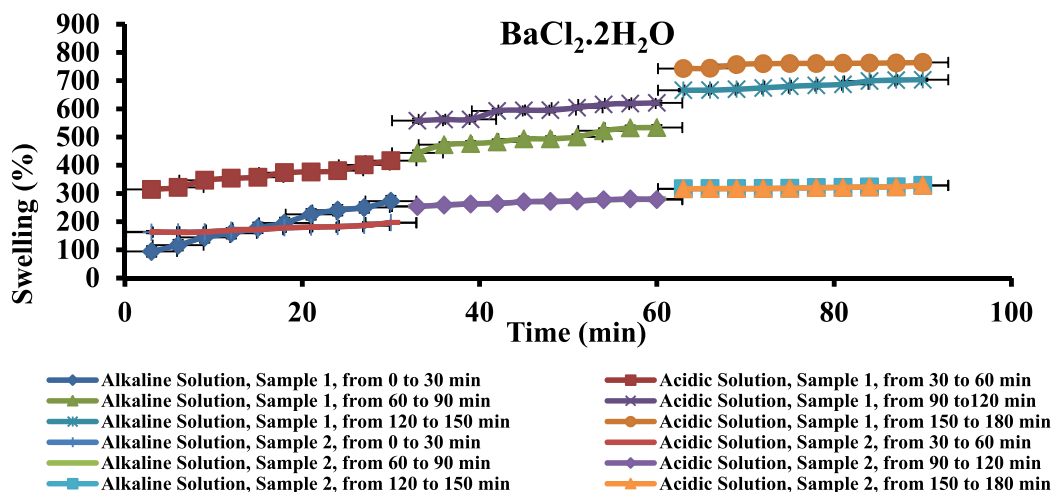 BaCl₂.2H₂O
900
800
700
600
500
400
300
200
100
0
Swelling (%)
0 20 40 60 80 100
Time (min)
Alkaline Solution, Sample 1, from 0 to 30 min
Acidic Solution, Sample 1, from 30 to 60 min
Alkaline Solution, Sample 1, from 60 to 90 min
Acidic Solution, Sample 1, from 90 to120 min
Alkaline Solution, Sample 1, from 120 to 150 min
Acidic Solution, Sample 1, from 150 to 180 min
Alkaline Solution, Sample 2, from 0 to 30 min
Acidic Solution, Sample 2, from 30 to 60 min
Alkaline Solution, Sample 2, from 60 to 90 min
Acidic Solution, Sample 2, from 90 to 120 min
Alkaline Solution, Sample 2, from 120 to 150 min
Acidic Solution, Sample 2, from 150 to 180 min